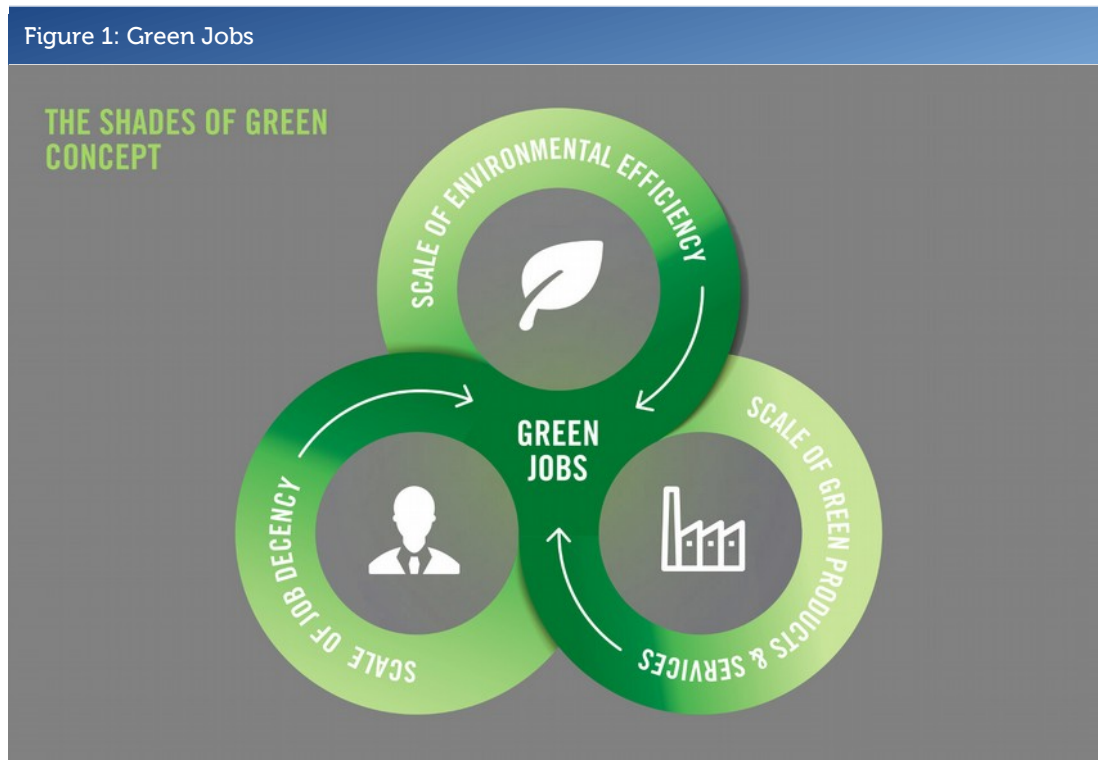 Figure 1: Green Jobs
THE SHADES OF GREEN
CONCEPT
SCALE OF ENVIRONMENTAL EFFICIENCY
GREEN
JOBS
SCALE OF JOB DECENCY
SCALE OF GREEN PRODUCTS & SERVICES